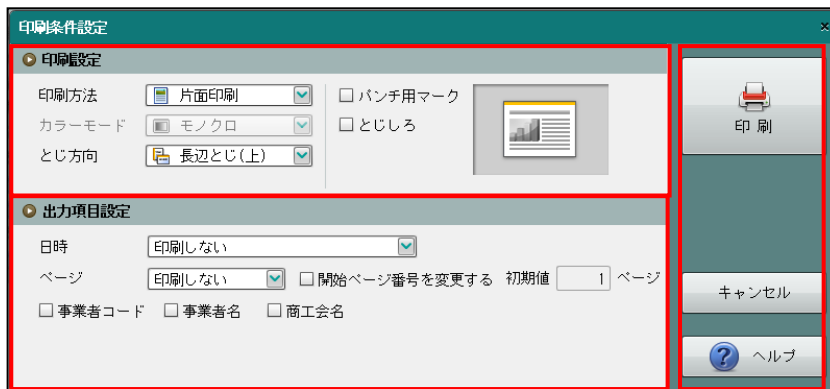 印刷条件設定
×
印刷設定
印刷方法 片面印刷 パンチ用マーク
カラーモード モノクロ とじしろ
とじ方向 長辺とじ(上)
印 刷
出力項目設定
日時 印刷しない
ページ 印刷しない 開始ページ番号を変更する 初期値 1 ページ
事業者コード 事業者名 商工会名
キャンセル
? ヘルプ